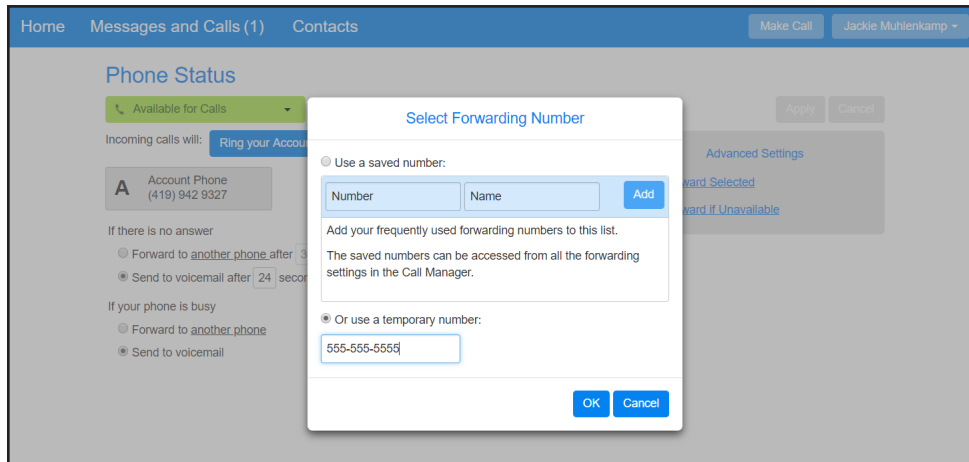 Home Messages and Calls (1) Contacts Make Call Jackie Muhlenkamp
Phone Status
Available for Calls
Apply Cancel
Select Forwarding Number
Incoming calls will: Ring your Accou
Advanced Settings
Use a saved number:
A Account Phone
(419) 942 9327
ward Selected
Number Name Add
ward if Unavailable
If there is no answer
Add your frequently used forwarding numbers to this list.
Forward to another phone after 3
The saved numbers can be accessed from all the forwarding
settings in the Call Manager.
Send to voicemail after 24 secon
If your phone is busy
Or use a temporary number:
Forward to another phone
555-555-5555
Send to voicemail
OK Cancel